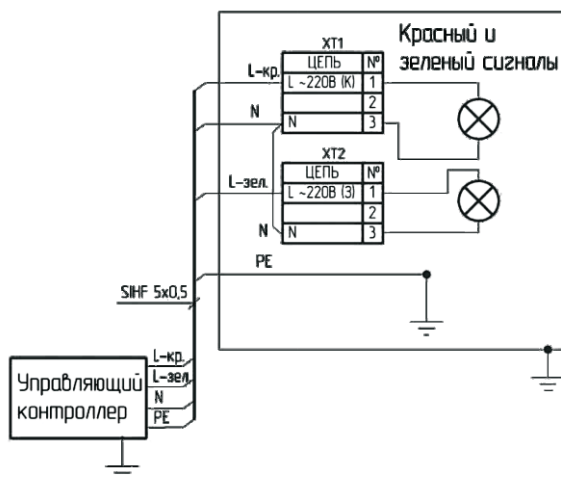 Красный и
зеленый сигналы
XT1
ЦЕПЬ Nº
L ~220В (К) 1
2
N 3
L-кр.
N
XT2
ЦЕПЬ Nº
L ~220В (З) 1
2
N 3
L-зел.
N
PE
SIHF 5x0,5
Управляющий
контроллер
L-кр.
L-зел.
N
PE